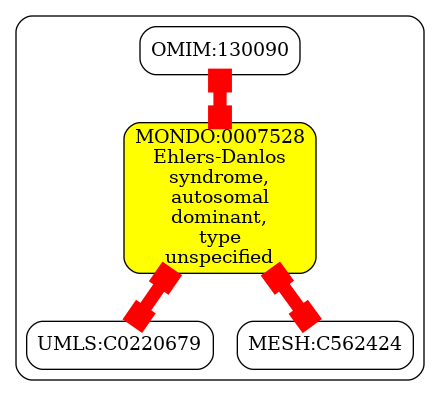 OMIM:130090
MONDO:0007528
Ehlers-Danlos
syndrome,
autosomal
dominant,
type
unspecified
UMLS:C0220679
MESH:C562424